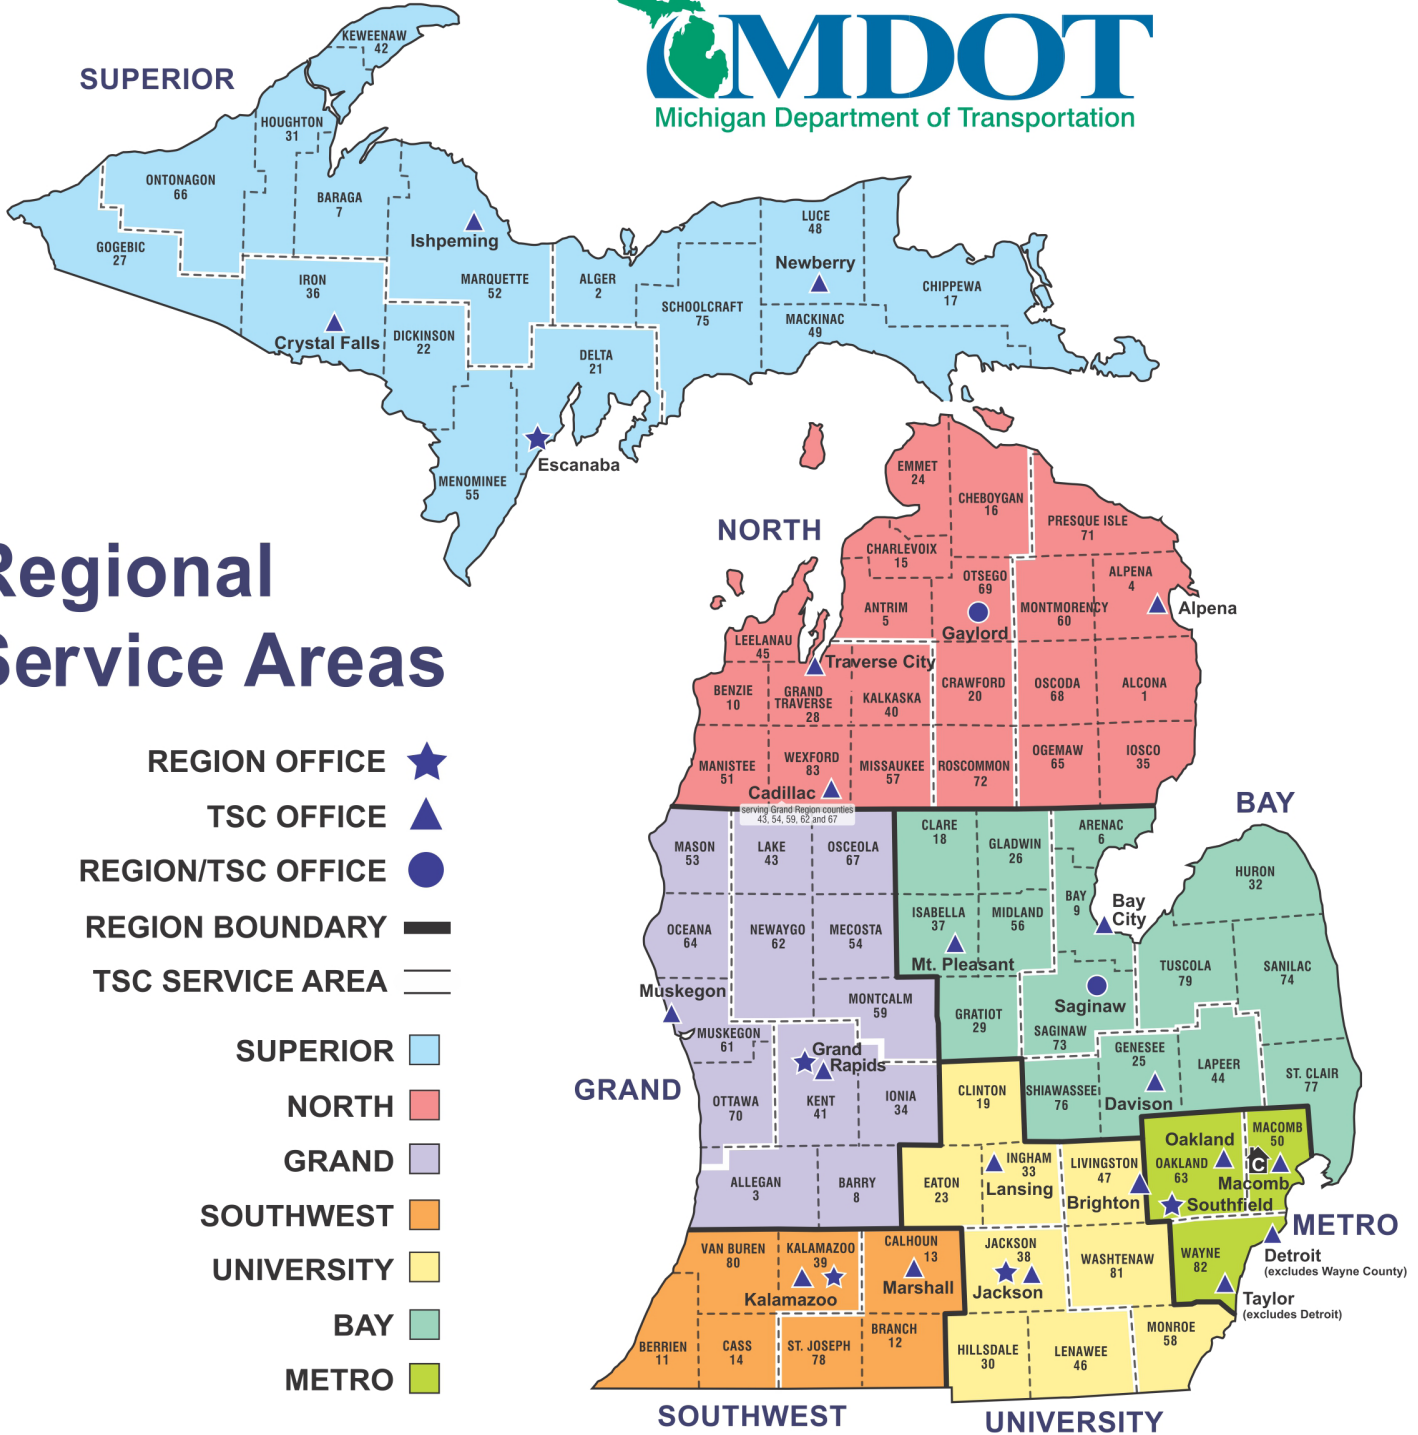 MDOT
Michigan Department of Transportation
SUPERIOR
KEWEENAW
42
HOUGHTON
31
ONTONAGON
66
BARAGA
7
GOGEBIC
27
Ishpeming
IRON
36
Crystal Falls
MARQUETTE
52
DICKINSON
22
ALGER
2
DELTA
21
SCHOOLCRAFT
75
LUCE
48
Newberry
MACKINAC
49
CHIPPEWA
17
Escanaba
MENOMINEE
55
Regional
Service Areas
REGION OFFICE
TSC OFFICE
REGION/TSC OFFICE
REGION BOUNDARY
TSC SERVICE AREA
SUPERIOR
NORTH
GRAND
SOUTHWEST
UNIVERSITY
BAY
METRO
NORTH
EMMET
24
CHEBOYGAN
16
PRESQUE ISLE
71
CHARLEVOIX
15
OTSEGO
69
Gaylord
ALPENA
4
Alpena
ANTRIM
5
MONTMORENCY
60
LEELANAU
45
Traverse City
BENZIE
10
GRAND
TRAVERSE
28
KALKASKA
40
CRAWFORD
20
OSCODA
68
ALCONA
1
MANISTEE
51
WEXFORD
83
Cadillac
serving Grand Region counties
43, 54, 59, 62 and 67
MISSAUKEE
57
ROSCOMMON
72
OGEMAW
65
IOSCO
35
GRAND
MASON
53
LAKE
43
OSCEOLA
67
OCEANA
64
NEWAYGO
62
MECOSTA
54
Muskegon
MUSKEGON
61
MONTCALM
59
Grand
Rapids
OTTAWA
70
KENT
41
IONIA
34
ALLEGAN
3
BARRY
8
BAY
CLARE
18
GLADWIN
26
ARENAC
6
HURON
32
ISABELLA
37
Mt. Pleasant
MIDLAND
56
BAY
9
Bay
City
TUSCOLA
79
SANILAC
74
GRATIOT
29
Saginaw
SAGINAW
73
GENESEE
25
Davison
LAPEER
44
ST. CLAIR
77
SHIAWASSEE
76
CLINTON
19
EATON
23
INGHAM
33
Lansing
LIVINGSTON
47
Brighton
Oakland
OAKLAND
63
MACOMB
50
C
Macomb
Southfield
METRO
WAYNE
82
Detroit
(excludes Wayne County)
Taylor
(excludes Detroit)
VAN BUREN
80
KALAMAZOO
39
Kalamazoo
CALHOUN
13
Marshall
JACKSON
38
Jackson
WASHTENAW
81
BERRIEN
11
CASS
14
ST. JOSEPH
78
BRANCH
12
HILLSDALE
30
LENAWEE
46
MONROE
58
SOUTHWEST
UNIVERSITY